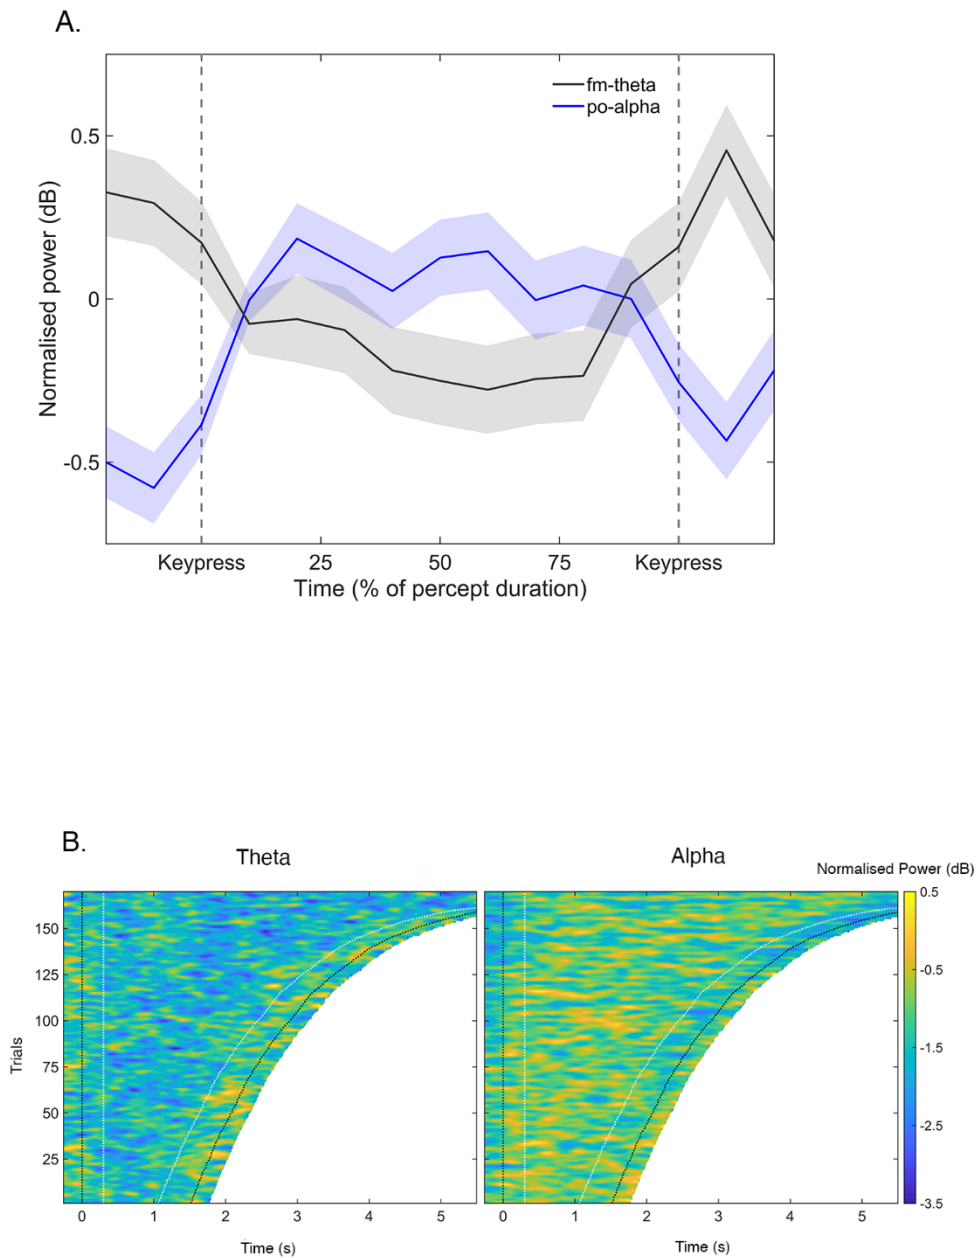 A.
fm-theta
po-alpha
0.5
0
-0.5
Normalised power (dB)
Keypress 25 50 75 Keypress
Time (% of percept duration)
B.
Theta
Alpha
Normalised Power (dB)
150
125
100
75
50
25
Trials
0 1 2 3 4 5
Time (s)
0 1 2 3 4 5
Time (s)
0.5
-0.5
-1.5
-2.5
-3.5